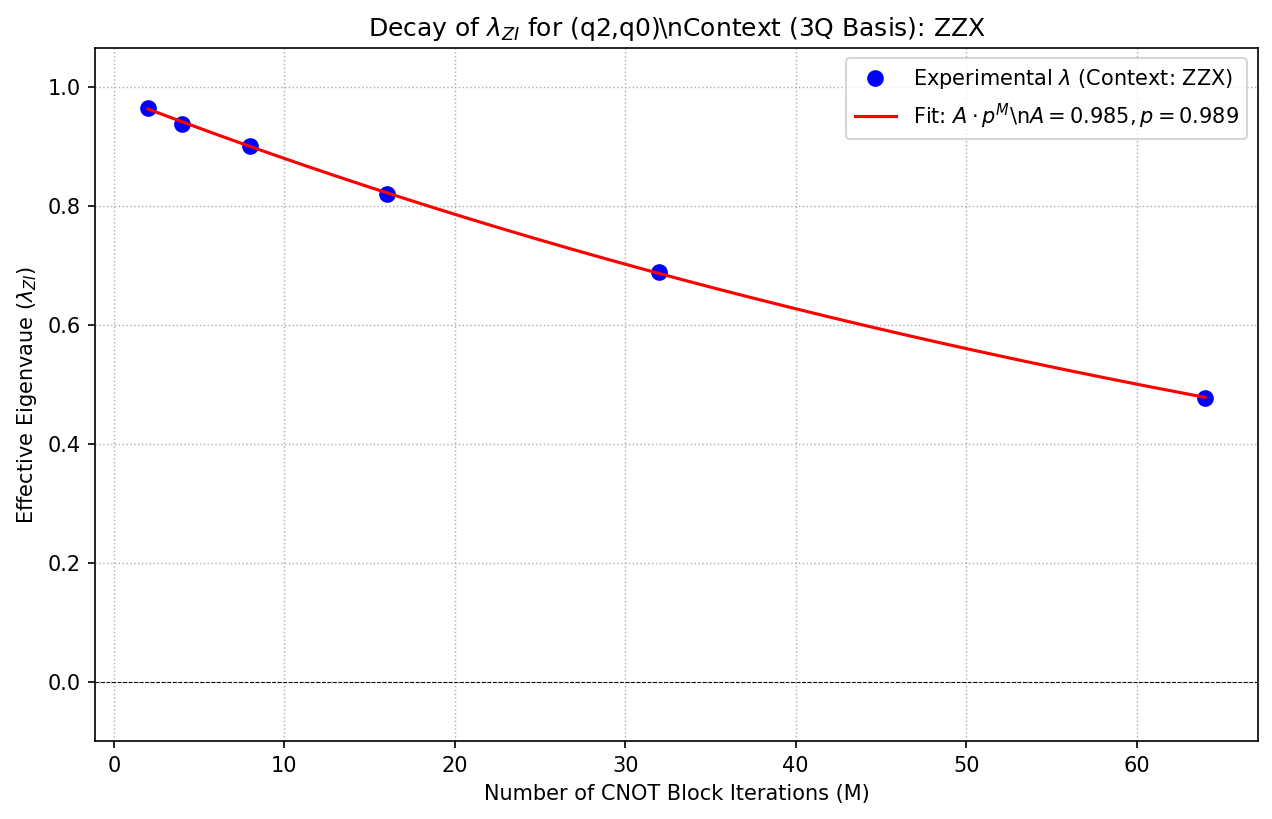 Decay of λ_ZI for (q2,q0)\nContext (3Q Basis): ZZX
Experimental λ (Context: ZZX)
Fit: A · p^M\nA = 0.985, p = 0.989
Effective Eigenvaue (λ_ZI)
1.0
0.8
0.6
0.4
0.2
0.0
0 10 20 30 40 50 60
Number of CNOT Block Iterations (M)